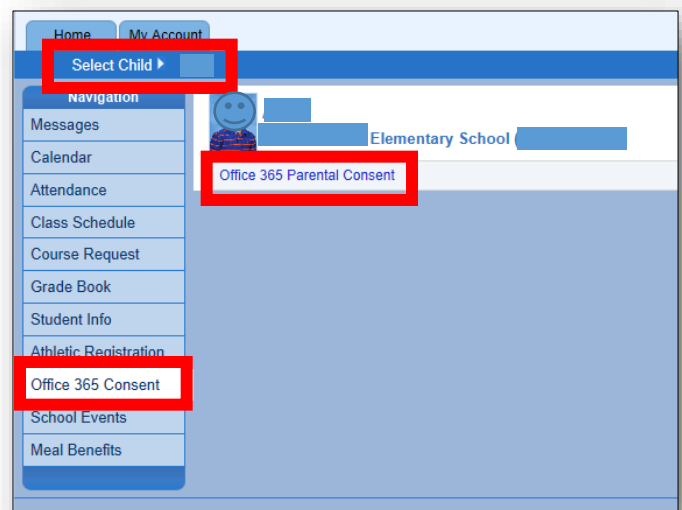 Home My Account
Select Child
Navigation
Messages
Calendar
Attendance
Class Schedule
Course Request
Grade Book
Student Info
Athletic Registration
Office 365 Consent
School Events
Meal Benefits
Elementary School (
Office 365 Parental Consent